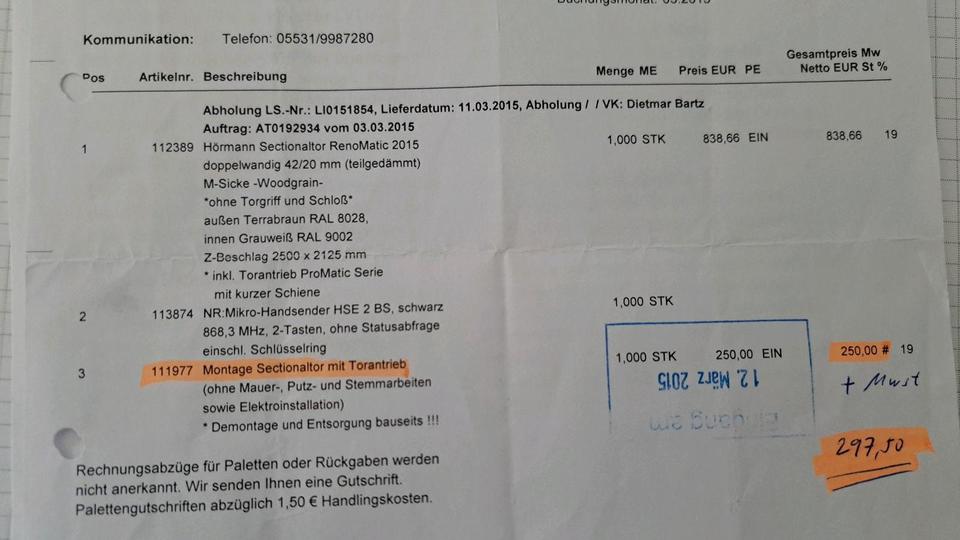 Buchungsmonat: 03.2015
Kommunikation: Telefon: 05531/9987280
Pos Artikelnr. Beschreibung Menge ME Preis EUR PE Gesamtpreis Mw
Netto EUR St %
Abholung LS.-Nr.: LI0151854, Lieferdatum: 11.03.2015, Abholung / / VK: Dietmar Bartz
Auftrag: AT0192934 vom 03.03.2015
1 112389 Hörmann Sectionaltor RenoMatic 2015 1,000 STK 838,66 EIN 838,66 19
doppelwandig 42/20 mm (teilgedämmt)
M-Sicke -Woodgrain-
*ohne Torgriff und Schloß*
außen Terrabraun RAL 8028,
innen Grauweiß RAL 9002
Z-Beschlag 2500 x 2125 mm
* inkl. Torantrieb ProMatic Serie
mit kurzer Schiene
2 113874 NR:Mikro-Handsender HSE 2 BS, schwarz 1,000 STK
868,3 MHz, 2-Tasten, ohne Statusabfrage
einschl. Schlüsselring
3 111977 Montage Sectionaltor mit Torantrieb 1,000 STK 250,00 EIN 250,00 # 19
(ohne Mauer-, Putz- und Stemmarbeiten
sowie Elektroinstallation)
* Demontage und Entsorgung bauseits !!!
12. März 2015
Eingang am
+ Mwst
297,50
Rechnungsabzüge für Paletten oder Rückgaben werden
nicht anerkannt. Wir senden Ihnen eine Gutschrift.
Palettengutschriften abzüglich 1,50 € Handlingskosten.